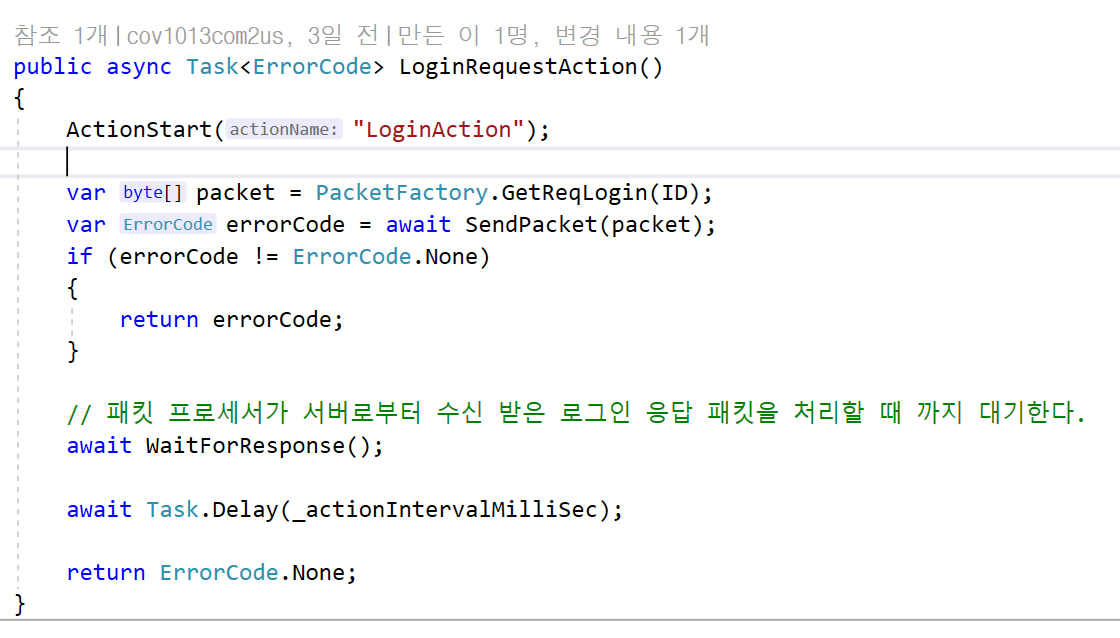 참조 1개|cov1013com2us, 3일 전|만든 이 1명, 변경 내용 1개
public async Task<ErrorCode> LoginRequestAction()
{
    ActionStart(actionName: "LoginAction");

    var byte[] packet = PacketFactory.GetReqLogin(ID);
    var ErrorCode errorCode = await SendPacket(packet);
    if (errorCode != ErrorCode.None)
    {
        return errorCode;
    }

    // 패킷 프로세서가 서버로부터 수신 받은 로그인 응답 패킷을 처리할 때 까지 대기한다.
    await WaitForResponse();

    await Task.Delay(_actionIntervalMilliSec);

    return ErrorCode.None;
}